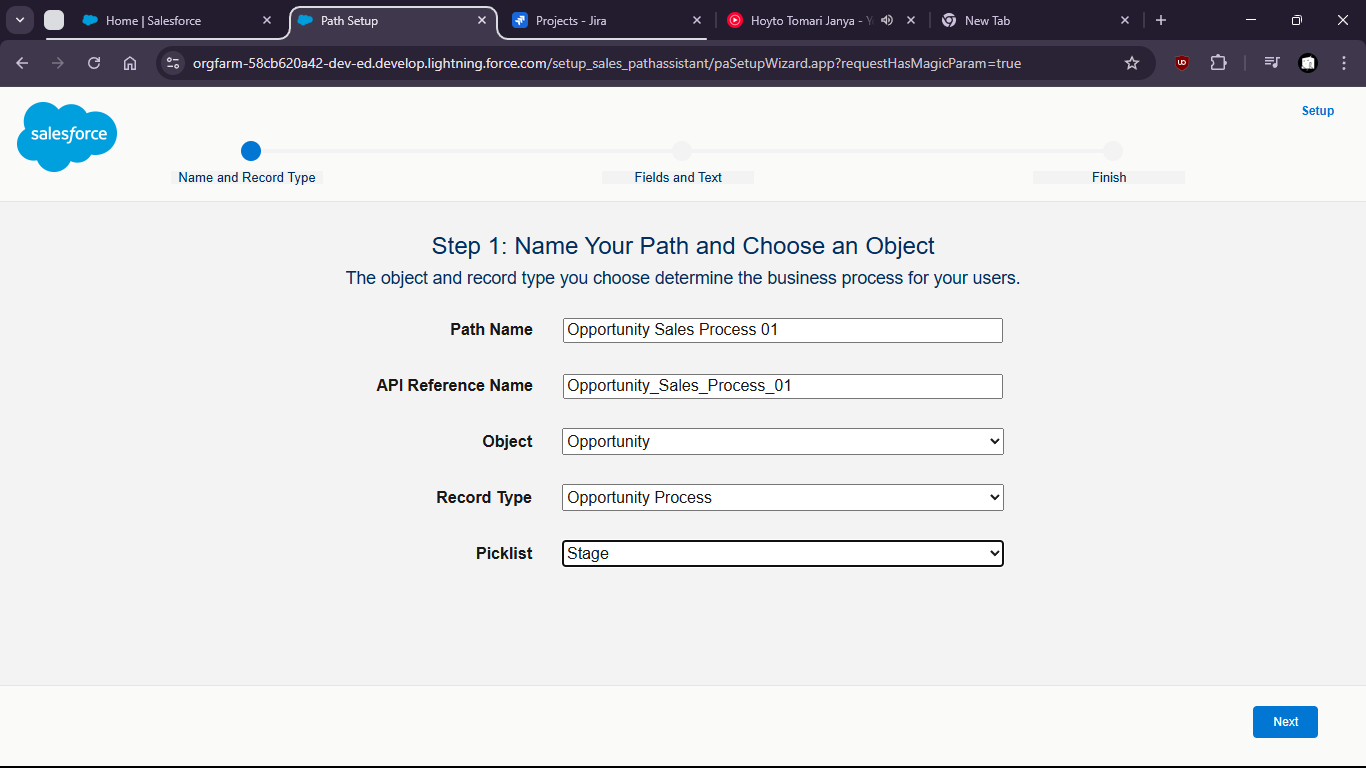 Home | Salesforce
Path Setup
Projects - Jira
Hoyto Tomari Janya -
New Tab
orgfarm-58cb620a42-dev-ed.develop.lightning.force.com/setup_sales_pathassistant/paSetupWizard.app?requestHasMagicParam=true
salesforce
Setup
Name and Record Type
Fields and Text
Finish
Step 1: Name Your Path and Choose an Object
The object and record type you choose determine the business process for your users.
Path Name
Opportunity Sales Process 01
API Reference Name
Opportunity_Sales_Process_01
Object
Opportunity
Record Type
Opportunity Process
Picklist
Stage
Next